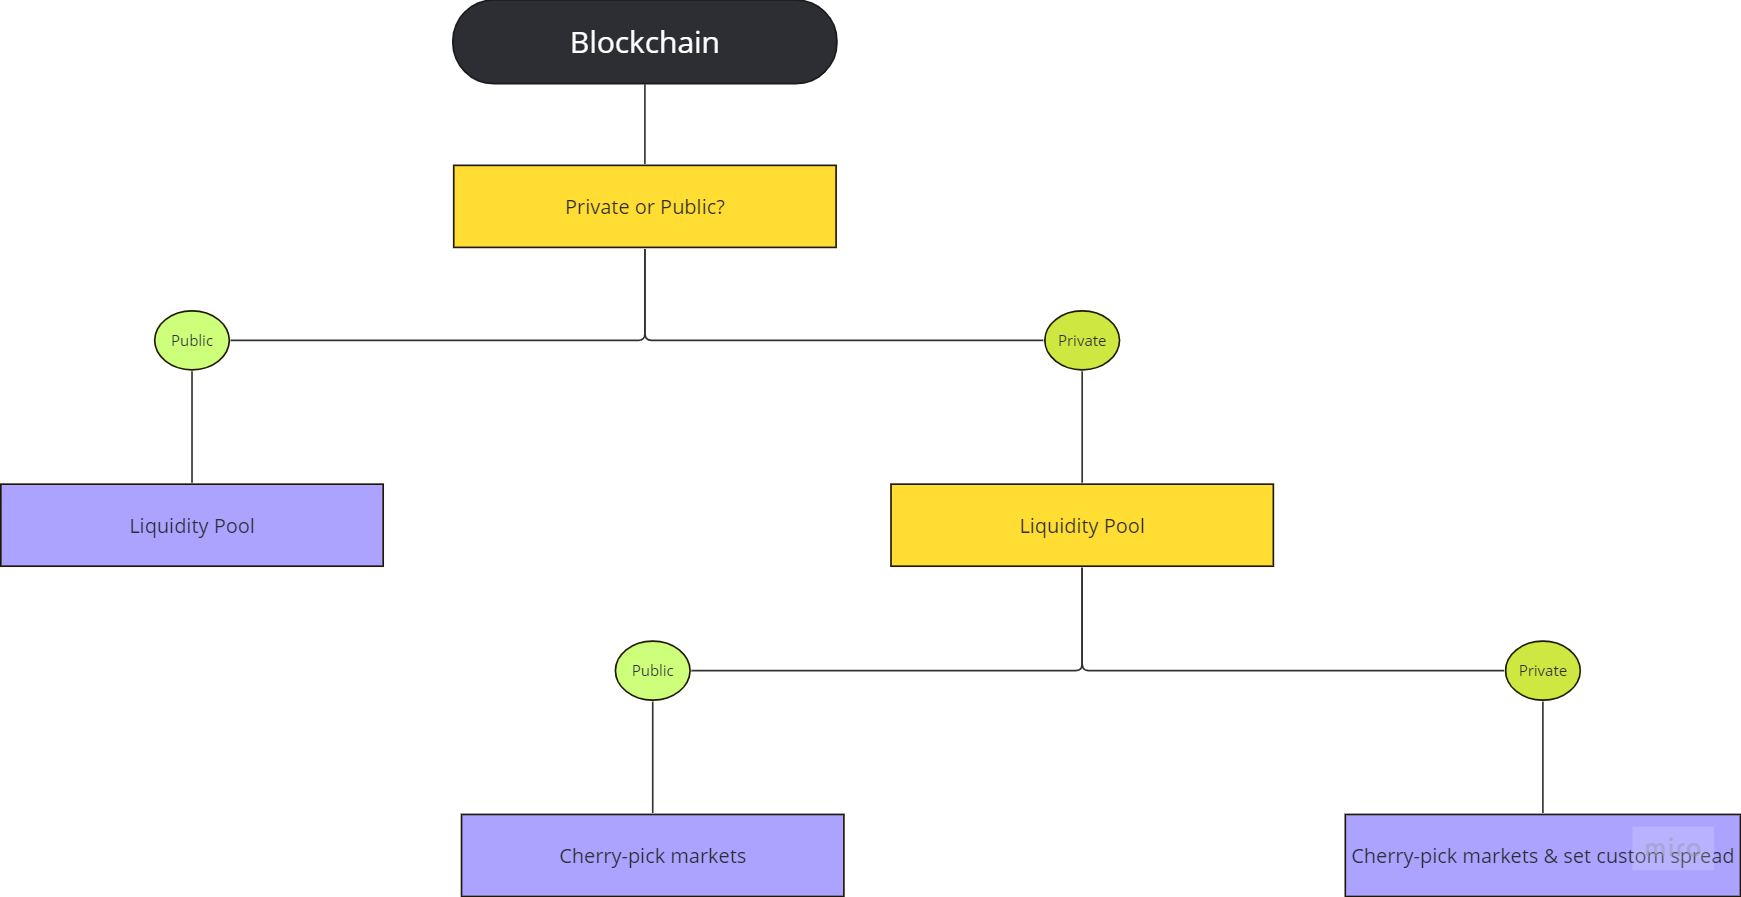 Blockchain
Private or Public?
Public
Private
Liquidity Pool
Liquidity Pool
Public
Private
Cherry-pick markets
Cherry-pick markets & set custom spread
miro